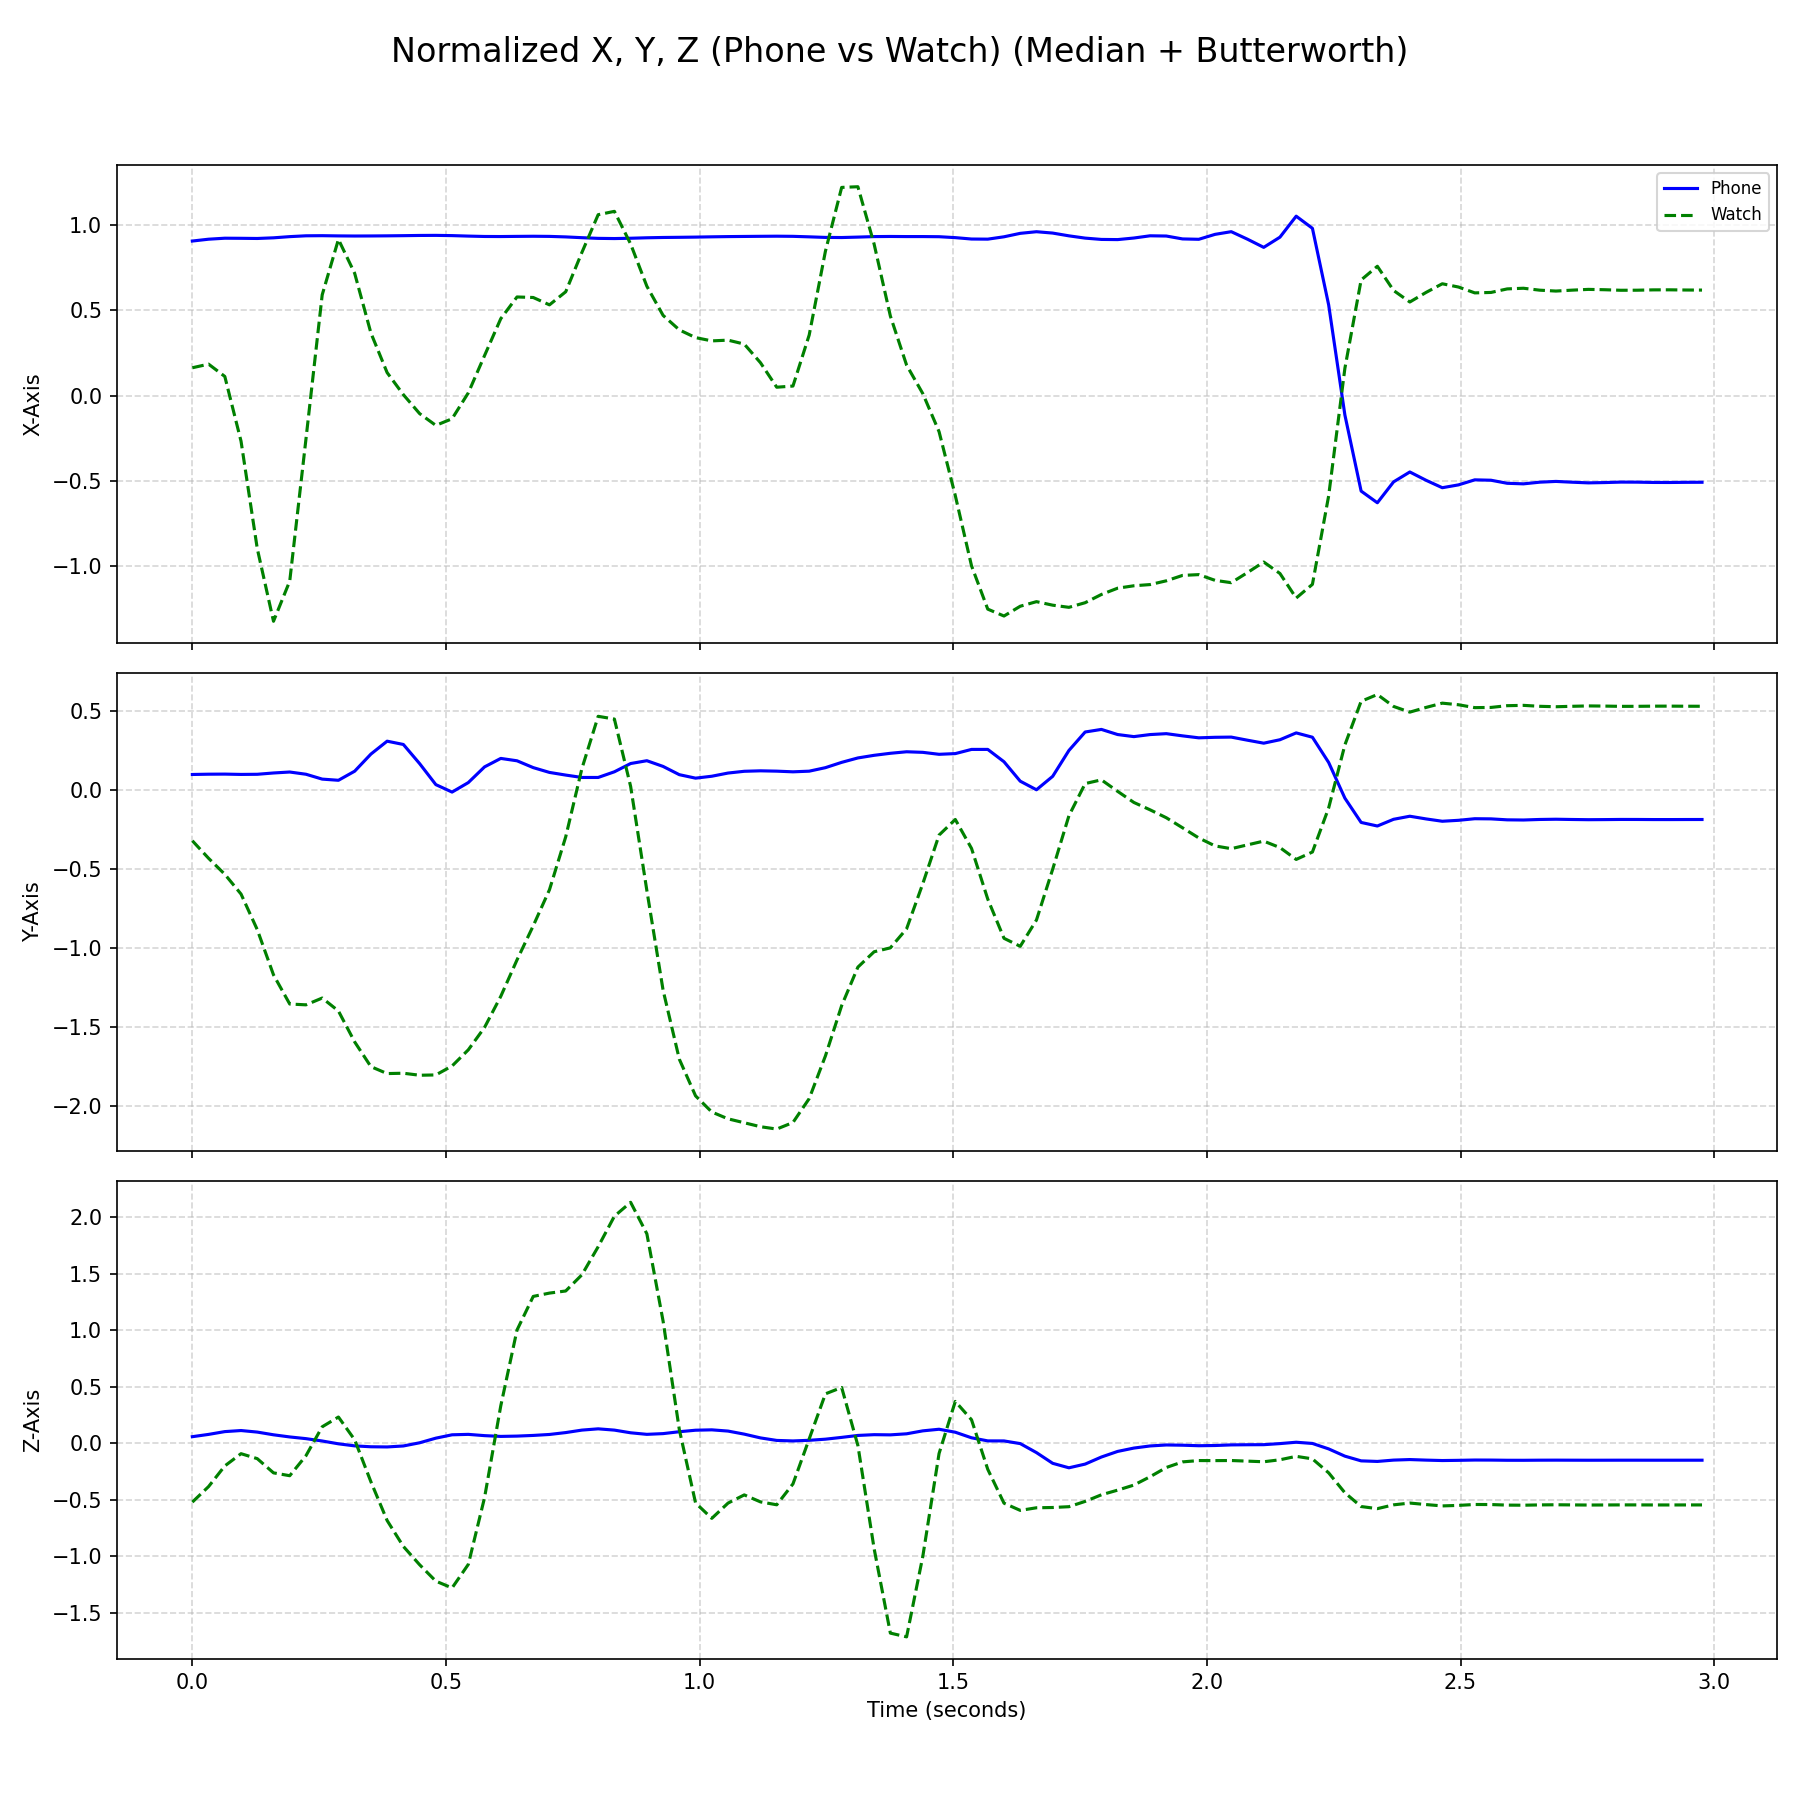 Normalized X, Y, Z (Phone vs Watch) (Median + Butterworth)
Phone
Watch
X-Axis
1.0
0.5
0.0
−0.5
−1.0
Y-Axis
0.5
0.0
−0.5
−1.0
−1.5
−2.0
Z-Axis
2.0
1.5
1.0
0.5
0.0
−0.5
−1.0
−1.5
0.0 0.5 1.0 1.5 2.0 2.5 3.0
Time (seconds)